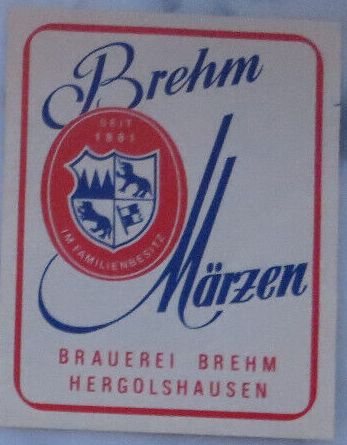 Brehm
SEIT
1881
IM FAMILIENBESITZ
Märzen
BRAUEREI BREHM
HERGOLSHAUSEN